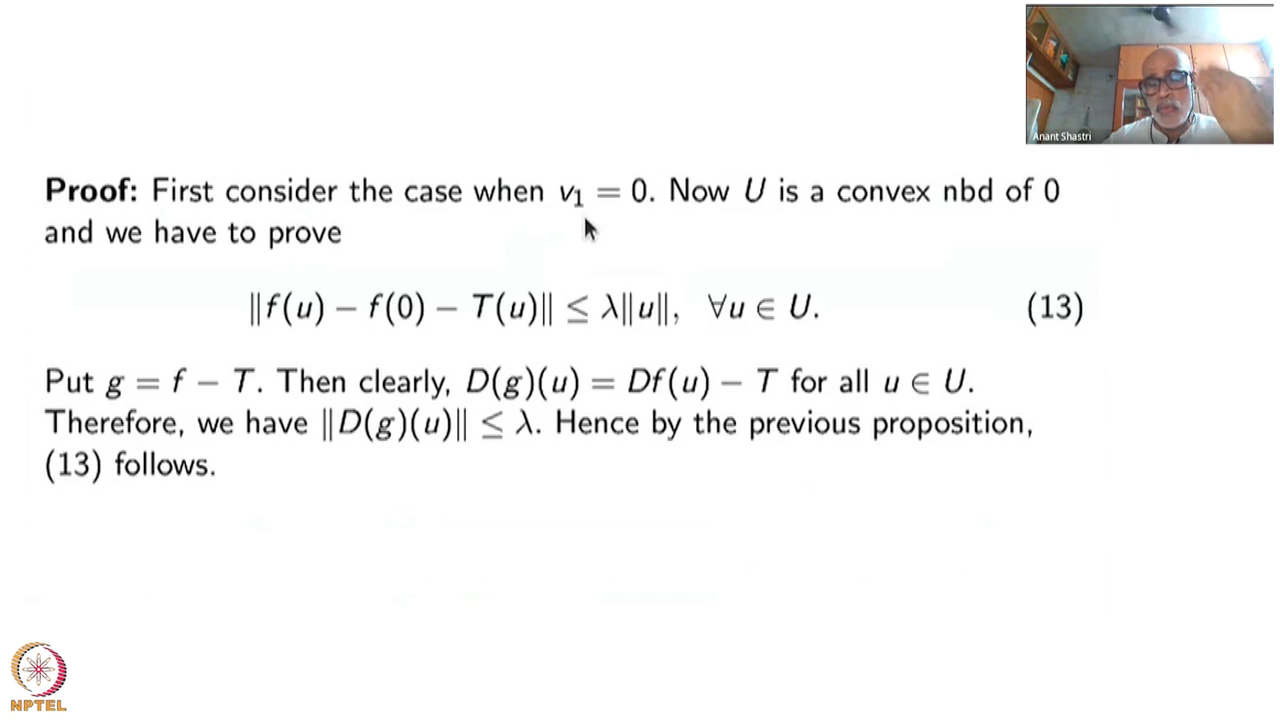 Anant Shastri
Proof: First consider the case when v₁ = 0. Now U is a convex nbd of 0
and we have to prove
‖f(u) − f(0) − T(u)‖ ≤ λ‖u‖, ∀u ∈ U. (13)
Put g = f − T. Then clearly, D(g)(u) = Df(u) − T for all u ∈ U.
Therefore, we have ‖D(g)(u)‖ ≤ λ. Hence by the previous proposition,
(13) follows.
NPTEL